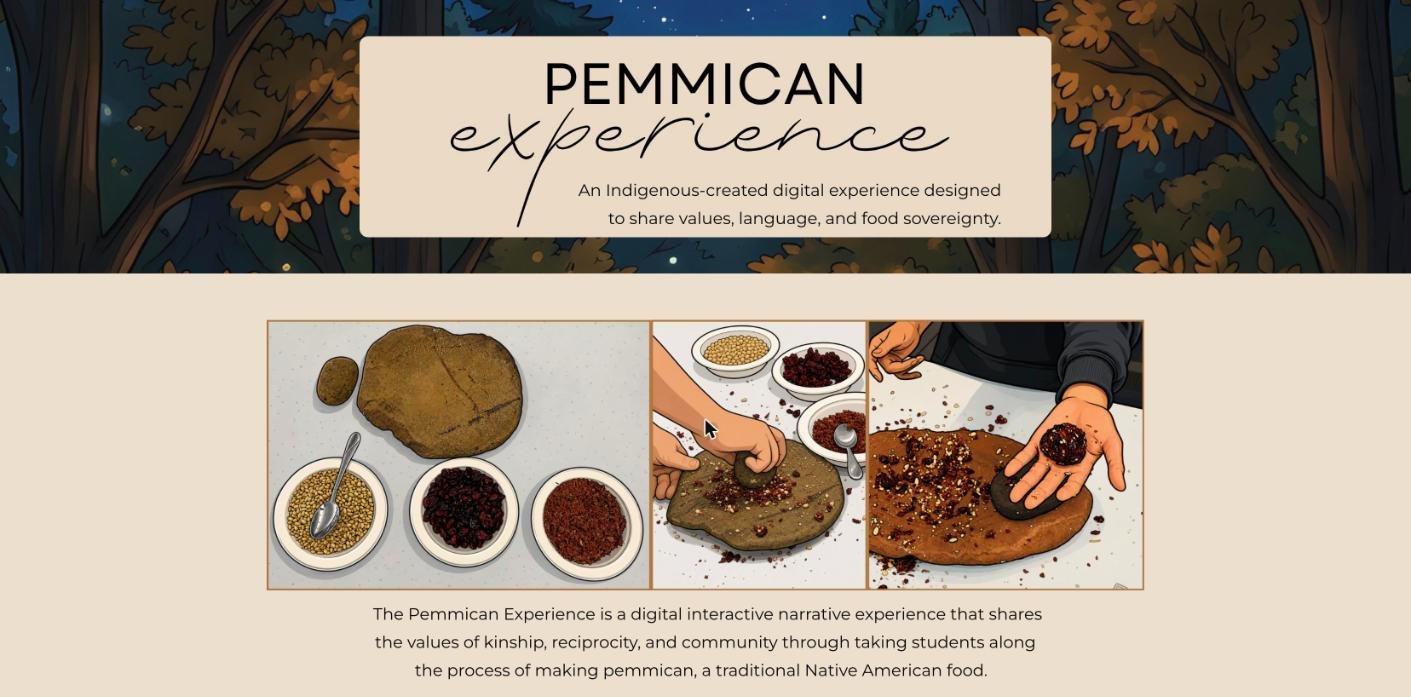 PEMMICAN
experience
An Indigenous-created digital experience designed
to share values, language, and food sovereignty.
The Pemmican Experience is a digital interactive narrative experience that shares
the values of kinship, reciprocity, and community through taking students along
the process of making pemmican, a traditional Native American food.